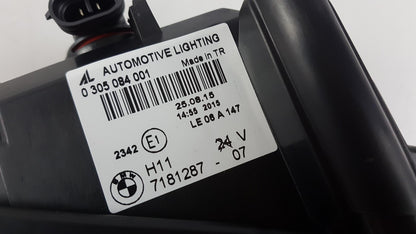 AL AUTOMOTIVE LIGHTING
Made in TR
0 305 084 001
25.08.15
14:55 2015
LE 08 A 147
2342 E1
H11 24 V
BMW 7181287 - 07